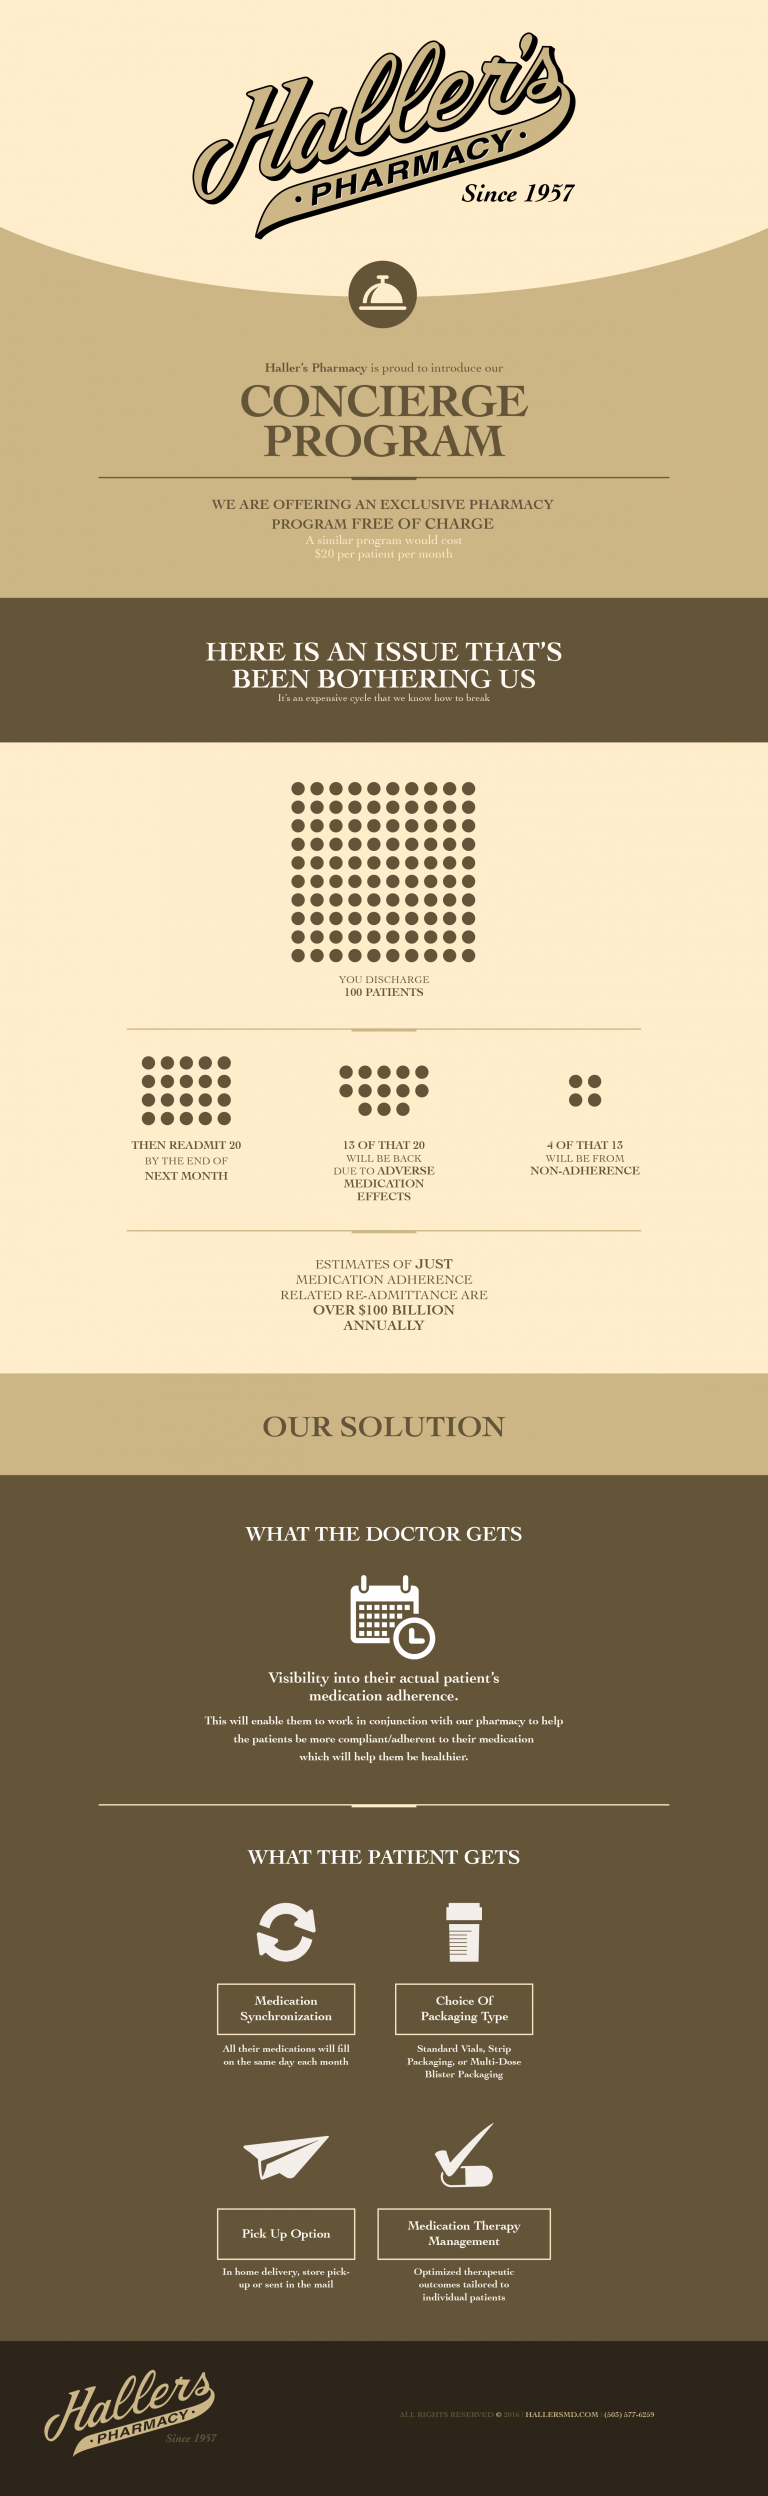 Haller's
· PHARMACY ·
Since 1957
Haller's Pharmacy is proud to introduce our
CONCIERGE
PROGRAM
WE ARE OFFERING AN EXCLUSIVE PHARMACY
PROGRAM FREE OF CHARGE
A similar program would cost
$20 per patient per month
HERE IS AN ISSUE THAT'S
BEEN BOTHERING US
It's an expensive cycle that we know how to break
YOU DISCHARGE
100 PATIENTS
THEN READMIT 20
BY THE END OF
NEXT MONTH
13 OF THAT 20
WILL BE BACK
DUE TO ADVERSE
MEDICATION
EFFECTS
4 OF THAT 13
WILL BE FROM
NON-ADHERENCE
ESTIMATES OF JUST
MEDICATION ADHERENCE
RELATED RE-ADMITTANCE ARE
OVER $100 BILLION
ANNUALLY
OUR SOLUTION
WHAT THE DOCTOR GETS
Visibility into their actual patient's
medication adherence.
This will enable them to work in conjunction with our pharmacy to help
the patients be more compliant/adherent to their medication
which will help them be healthier.
WHAT THE PATIENT GETS
Medication
Synchronization
All their medications will fill
on the same day each month
Choice Of
Packaging Type
Standard Vials, Strip
Packaging, or Multi-Dose
Blister Packaging
Pick Up Option
In home delivery, store pick-
up or sent in the mail
Medication Therapy
Management
Optimized therapeutic
outcomes tailored to
individual patients
Haller's
· PHARMACY ·
Since 1957
ALL RIGHTS RESERVED © 2016 | HALLERSMD.COM | (503) 577-6259